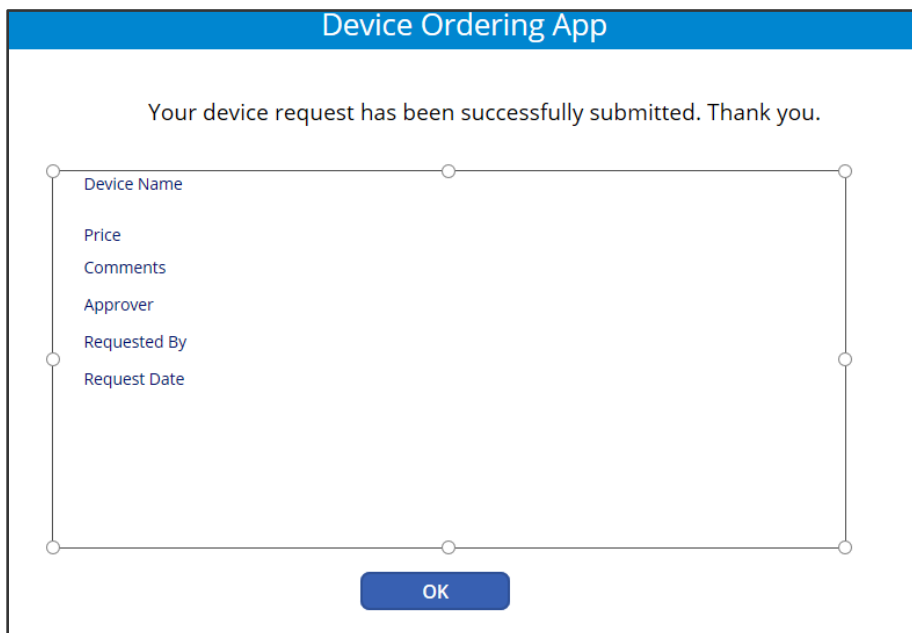 Device Ordering App
Your device request has been successfully submitted. Thank you.
Device Name
Price
Comments
Approver
Requested By
Request Date
OK